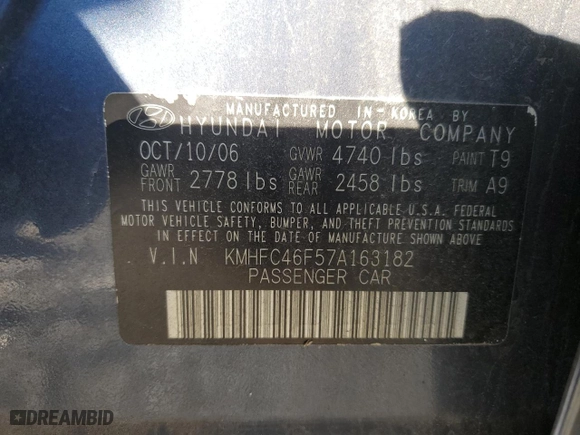 MANUFACTURED IN-KOREA BY
HYUNDAI MOTOR COMPANY
OCT/10/06 GVWR 4740 lbs PAINT T9
GAWR FRONT 2778 lbs GAWR REAR 2458 lbs TRIM A9
THIS VEHICLE CONFORMS TO ALL APPLICABLE U.S.A. FEDERAL
MOTOR VEHICLE SAFETY, BUMPER, AND THEFT PREVENTION STANDARDS
IN EFFECT ON THE DATE OF MANUFACTURE SHOWN ABOVE
V.I.N KMHFC46F57A163182
PASSENGER CAR
DREAMBID